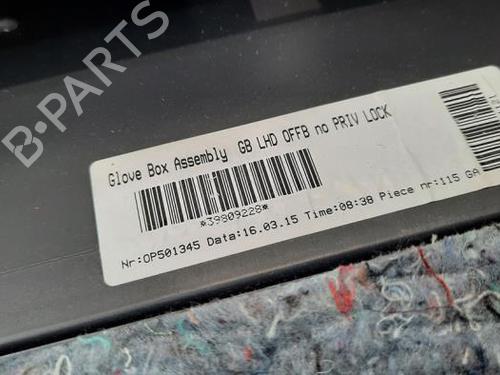 B-PARTS
Glove Box Assembly GB LHD OFFB no PRIV LOCK
*39809228*
Nr:OP501345 Data:16.03.15 Time:08:38 Piece nr:115 GA